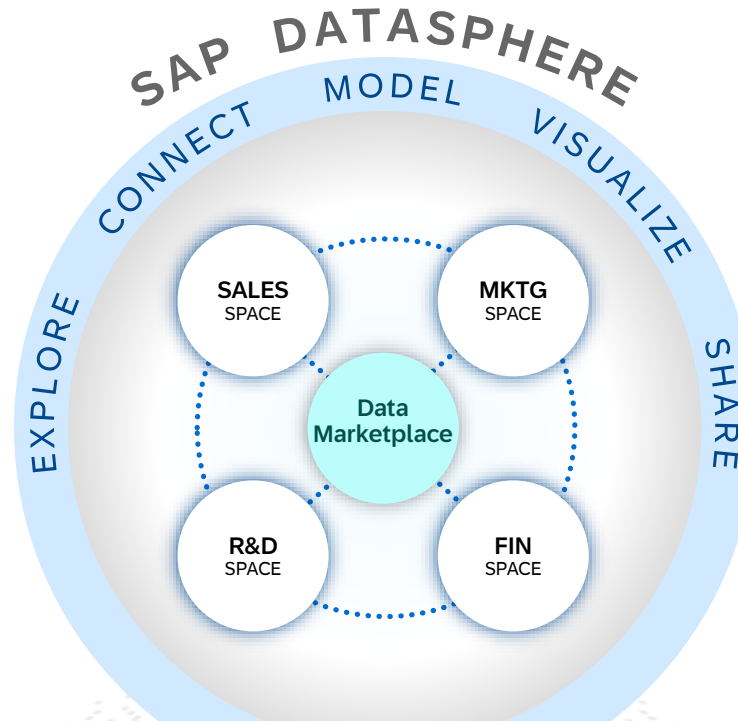 SAP DATASPHERE
EXPLORE
CONNECT
MODEL
VISUALIZE
SHARE
SALES
SPACE
MKTG
SPACE
Data
Marketplace
R&D
SPACE
FIN
SPACE